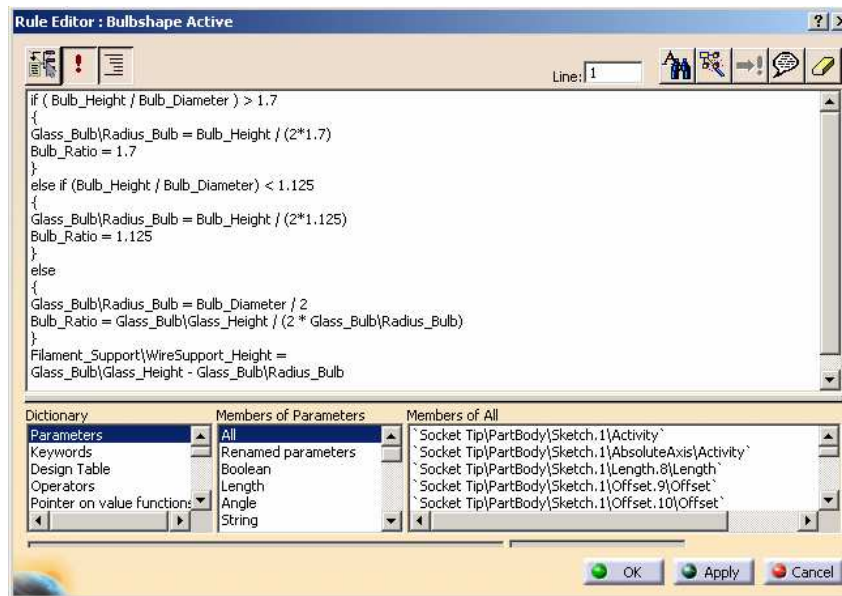 Rule Editor : Bulbshape Active
Line: 1
if ( Bulb_Height / Bulb_Diameter ) > 1.7
{
Glass_Bulb\Radius_Bulb = Bulb_Height / (2*1.7)
Bulb_Ratio = 1.7
}
else if (Bulb_Height / Bulb_Diameter) < 1.125
{
Glass_Bulb\Radius_Bulb = Bulb_Height / (2*1.125)
Bulb_Ratio = 1.125
}
else
{
Glass_Bulb\Radius_Bulb = Bulb_Diameter / 2
Bulb_Ratio = Glass_Bulb\Glass_Height / (2 * Glass_Bulb\Radius_Bulb)
}
Filament_Support\WireSupport_Height =
Glass_Bulb\Glass_Height - Glass_Bulb\Radius_Bulb
Dictionary
Parameters
Keywords
Design Table
Operators
Pointer on value functions
Members of Parameters
All
Renamed parameters
Boolean
Length
Angle
String
Members of All
`Socket Tip\PartBody\Sketch.1\Activity`
`Socket Tip\PartBody\Sketch.1\AbsoluteAxis\Activity`
`Socket Tip\PartBody\Sketch.1\Length.8\Length`
`Socket Tip\PartBody\Sketch.1\Offset.9\Offset`
`Socket Tip\PartBody\Sketch.1\Offset.10\Offset`
OK Apply Cancel